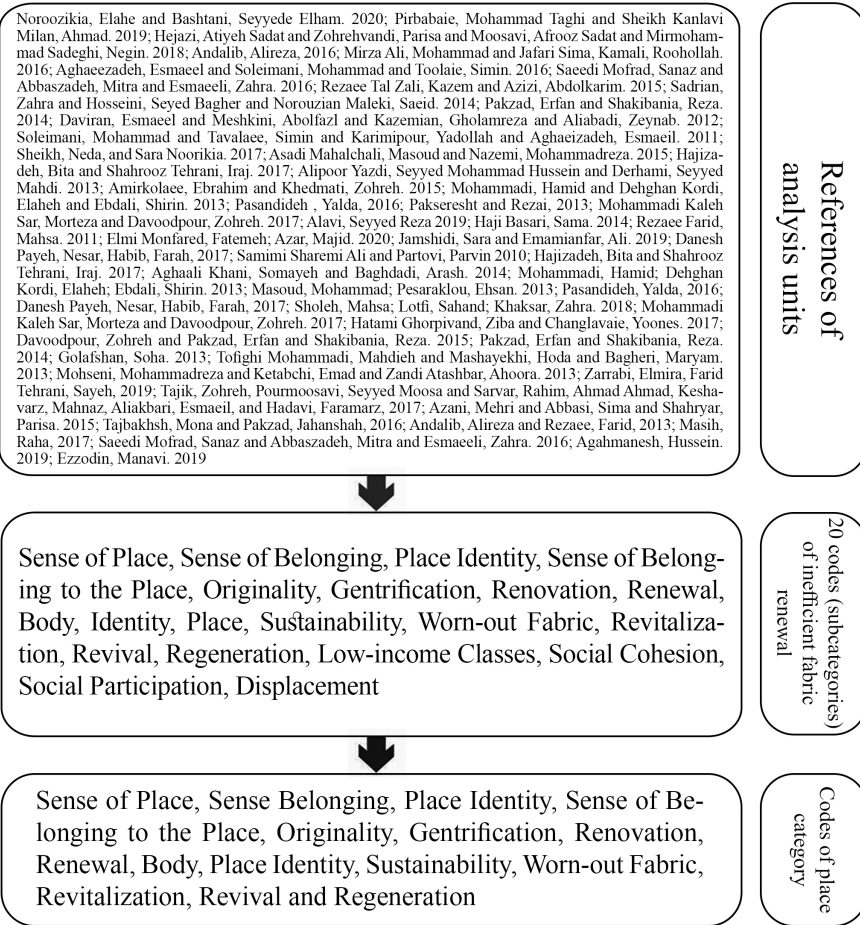 Noroozikia, Elahe and Bashtani, Seyyede Elham. 2020; Pirbabaie, Mohammad Taghi and Sheikh Kanlavi
Milan, Ahmad. 2019; Hejazi, Atiyeh Sadat and Zohrehvandi, Parisa and Moosavi, Afrooz Sadat and Mirmoham-
mad Sadeghi, Negin. 2018; Andalib, Alireza, 2016; Mirza Ali, Mohammad and Jafari Sima, Kamali, Roohollah.
2016; Aghaeezadeh, Esmaeel and Soleimani, Mohammad and Toolaie, Simin. 2016; Saeedi Mofrad, Sanaz and
Abbaszadeh, Mitra and Esmaeeli, Zahra. 2016; Rezaee Tal Zali, Kazem and Azizi, Abdolkarim. 2015; Sadrian,
Zahra and Hosseini, Seyed Bagher and Norouzian Maleki, Saeid. 2014; Pakzad, Erfan and Shakibania, Reza.
2014; Daviran, Esmaeel and Meshkini, Abolfazl and Kazemian, Gholamreza and Aliabadi, Zeynab. 2012;
Soleimani, Mohammad and Tavalaee, Simin and Karimipour, Yadollah and Aghaeizadeh, Esmaeil. 2011;
Sheikh, Neda, and Sara Noorikia. 2017; Asadi Mahalchali, Masoud and Nazemi, Mohammadreza. 2015; Hajiza-
deh, Bita and Shahrooz Tehrani, Iraj. 2017; Alipoor Yazdi, Seyyed Mohammad Hussein and Derhami, Seyyed
Mahdi. 2013; Amirkolaee, Ebrahim and Khedmati, Zohreh. 2015; Mohammadi, Hamid and Dehghan Kordi,
Elaheh and Ebdali, Shirin. 2013; Pasandideh , Yalda, 2016; Pakseresht and Rezai, 2013; Mohammadi Kaleh
Sar, Morteza and Davoodpour, Zohreh. 2017; Alavi, Seyyed Reza 2019; Haji Basari, Sama. 2014; Rezaee Farid,
Mahsa. 2011; Elmi Monfared, Fatemeh; Azar, Majid. 2020; Jamshidi, Sara and Emamianfar, Ali. 2019; Danesh
Payeh, Nesar, Habib, Farah, 2017; Samimi Sharemi Ali and Partovi, Parvin 2010; Hajizadeh, Bita and Shahrooz
Tehrani, Iraj. 2017; Aghaali Khani, Somayeh and Baghdadi, Arash. 2014; Mohammadi, Hamid; Dehghan
Kordi, Elaheh; Ebdali, Shirin. 2013; Masoud, Mohammad; Pesaraklou, Ehsan. 2013; Pasandideh, Yalda, 2016;
Danesh Payeh, Nesar, Habib, Farah, 2017; Sholeh, Mahsa; Lotfi, Sahand; Khaksar, Zahra. 2018; Mohammadi
Kaleh Sar, Morteza and Davoodpour, Zohreh. 2017; Hatami Ghorpivand, Ziba and Changlavaie, Yoones. 2017;
Davoodpour, Zohreh and Pakzad, Erfan and Shakibania, Reza. 2015; Pakzad, Erfan and Shakibania, Reza.
2014; Golafshan, Soha. 2013; Tofighi Mohammadi, Mahdieh and Mashayekhi, Hoda and Bagheri, Maryam.
2013; Mohseni, Mohammadreza and Ketabchi, Emad and Zandi Atashbar, Ahoora. 2013; Zarrabi, Elmira, Farid
Tehrani, Sayeh, 2019; Tajik, Zohreh, Pourmoosavi, Seyyed Moosa and Sarvar, Rahim, Ahmad Ahmad, Kesha-
varz, Mahnaz, Aliakbari, Esmaeil, and Hadavi, Faramarz, 2017; Azani, Mehri and Abbasi, Sima and Shahryar,
Parisa. 2015; Tajbakhsh, Mona and Pakzad, Jahanshah, 2016; Andalib, Alireza and Rezaee, Farid, 2013; Masih,
Raha, 2017; Saeedi Mofrad, Sanaz and Abbaszadeh, Mitra and Esmaeeli, Zahra. 2016; Agahmanesh, Hussein.
2019; Ezzodin, Manavi. 2019
References of
analysis units
Sense of Place, Sense of Belonging, Place Identity, Sense of Belong-
ing to the Place, Originality, Gentrification, Renovation, Renewal,
Body, Identity, Place, Sustainability, Worn-out Fabric, Revitaliza-
tion, Revival, Regeneration, Low-income Classes, Social Cohesion,
Social Participation, Displacement
20 codes (subcategories)
of inefficient fabric
renewal
Sense of Place, Sense Belonging, Place Identity, Sense of Be-
longing to the Place, Originality, Gentrification, Renovation,
Renewal, Body, Place Identity, Sustainability, Worn-out Fabric,
Revitalization, Revival and Regeneration
Codes of place
category